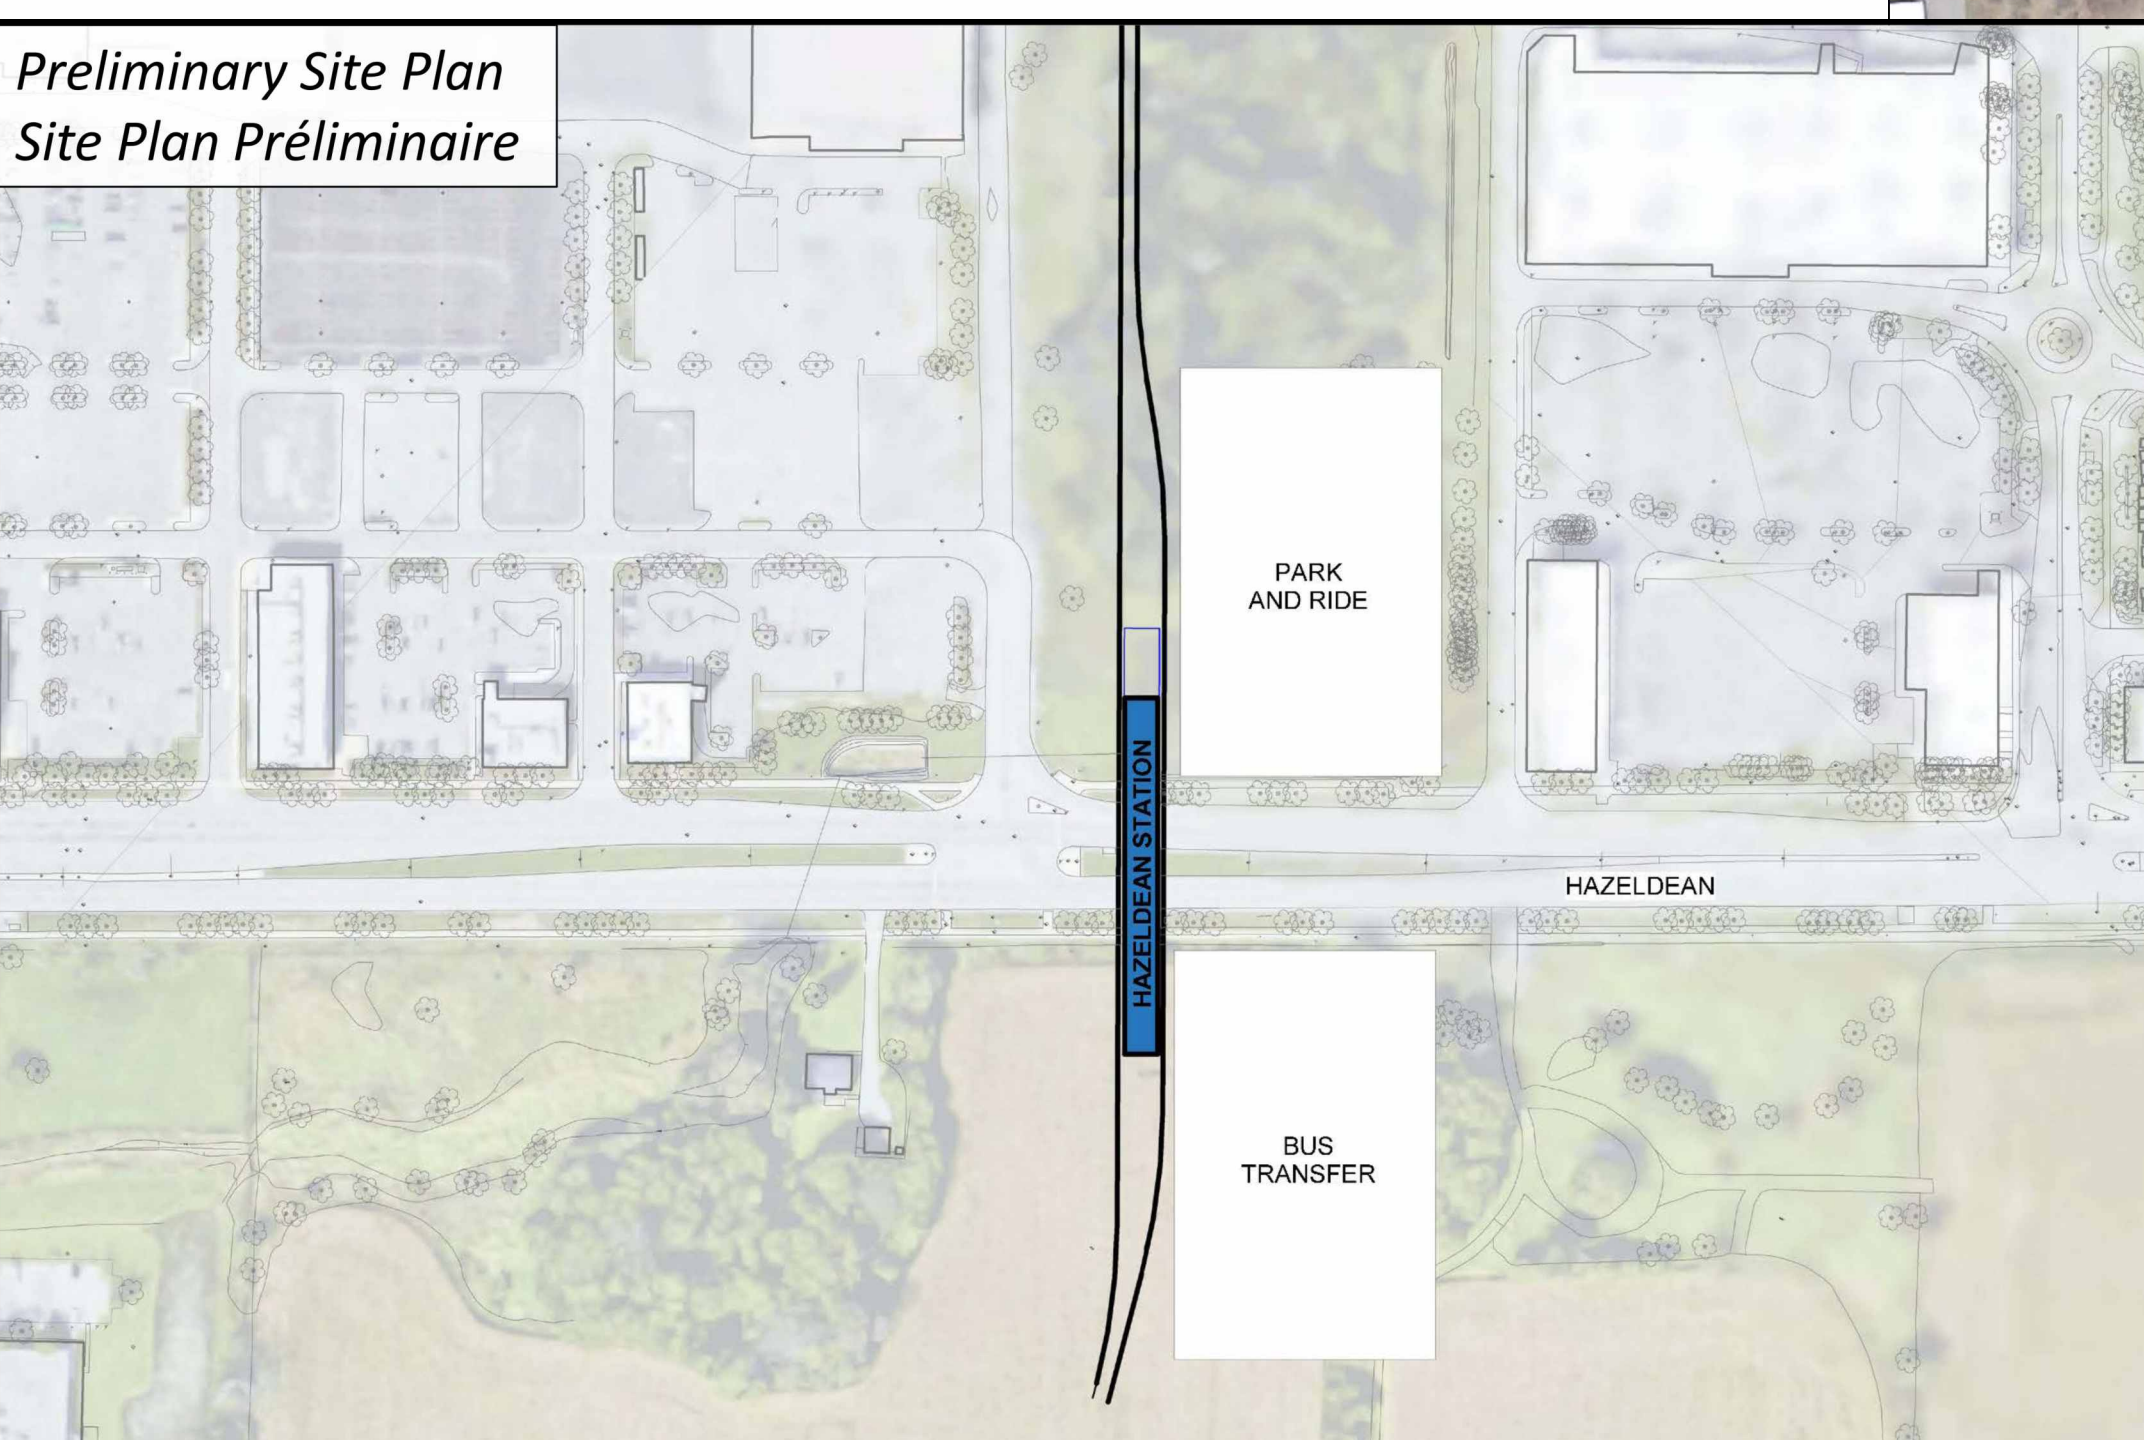 Preliminary Site Plan
Site Plan Préliminaire
PARK
AND RIDE
HAZELDEAN STATION
HAZELDEAN
BUS
TRANSFER